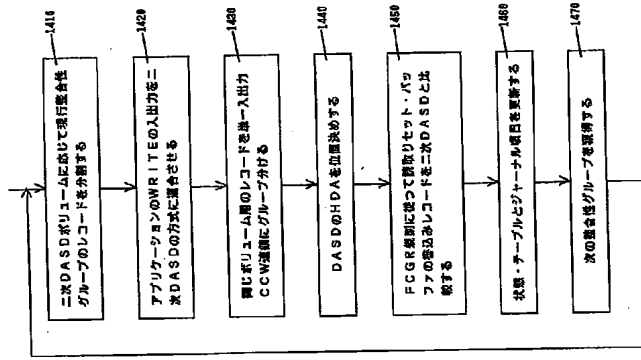 1410
二次DASDボリュームに応じて現行整合性
グループのレコードを分割する
1420
アプリケーションのWRITEの入出力を二
次DASDの方式に適合させる
1430
同じボリューム用のレコードを単一入出力
CCW連鎖にグループ分ける
1440
DASDのHDAを位置決めする
1450
FCGR規則に従って読取りセット・バッ
ファの書込みレコードを二次DASDと比
較する
1460
状態・テーブルとジャーナル項目を更新する
1470
次の整合性グループを取得する